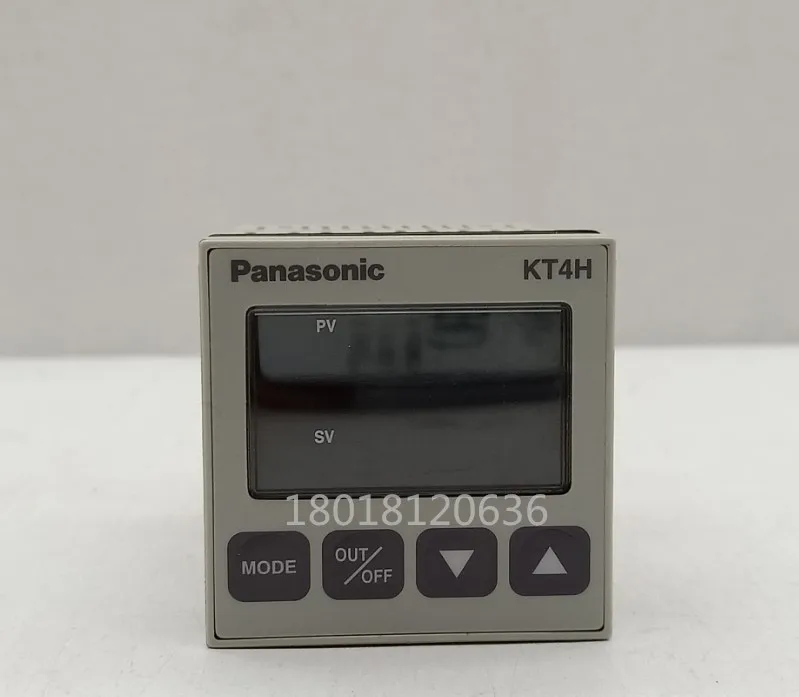 Panasonic KT4H
PV
SV
18018120636
MODE OUT/OFF ▼ ▲